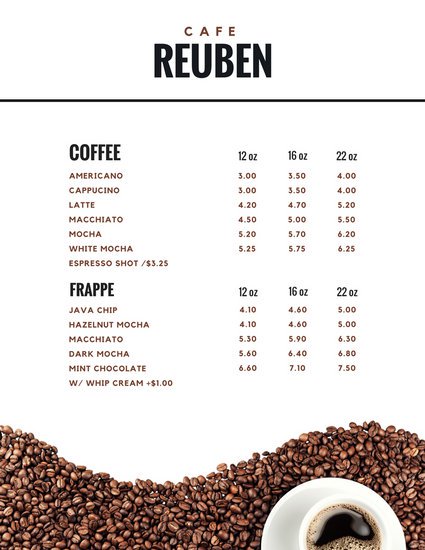 CAFE
REUBEN
COFFEE 12 oz 16 oz 22 oz
AMERICANO 3.00 3.50 4.00
CAPPUCINO 3.00 3.50 4.00
LATTE 4.20 4.70 5.20
MACCHIATO 4.50 5.00 5.50
MOCHA 5.20 5.70 6.20
WHITE MOCHA 5.25 5.75 6.25
ESPRESSO SHOT /$3.25
FRAPPE 12 oz 16 oz 22 oz
JAVA CHIP 4.10 4.60 5.00
HAZELNUT MOCHA 4.10 4.60 5.00
MACCHIATO 5.30 5.90 6.30
DARK MOCHA 5.60 6.40 6.80
MINT CHOCOLATE 6.60 7.10 7.50
W/ WHIP CREAM +$1.00